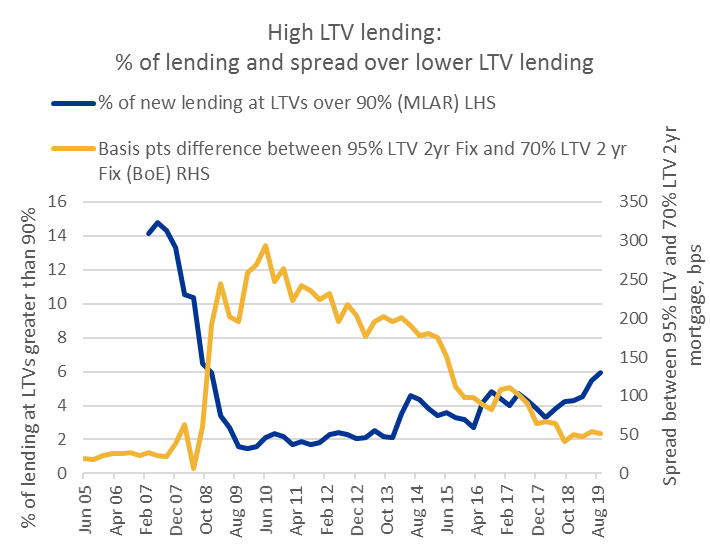 High LTV lending:
% of lending and spread over lower LTV lending
% of new lending at LTVs over 90% (MLAR) LHS
Basis pts difference between 95% LTV 2yr Fix and 70% LTV 2 yr
Fix (BoE) RHS
% of lending at LTVs greater than 90%
16
14
12
10
8
6
4
2
0
350
300
250
200
150
100
50
0
Spread between 95% LTV and 70% LTV 2yr
mortgage, bps
Jun 05
Apr 06
Feb 07
Dec 07
Oct 08
Aug 09
Jun 10
Apr 11
Feb 12
Dec 12
Oct 13
Aug 14
Jun 15
Apr 16
Feb 17
Dec 17
Oct 18
Aug 19